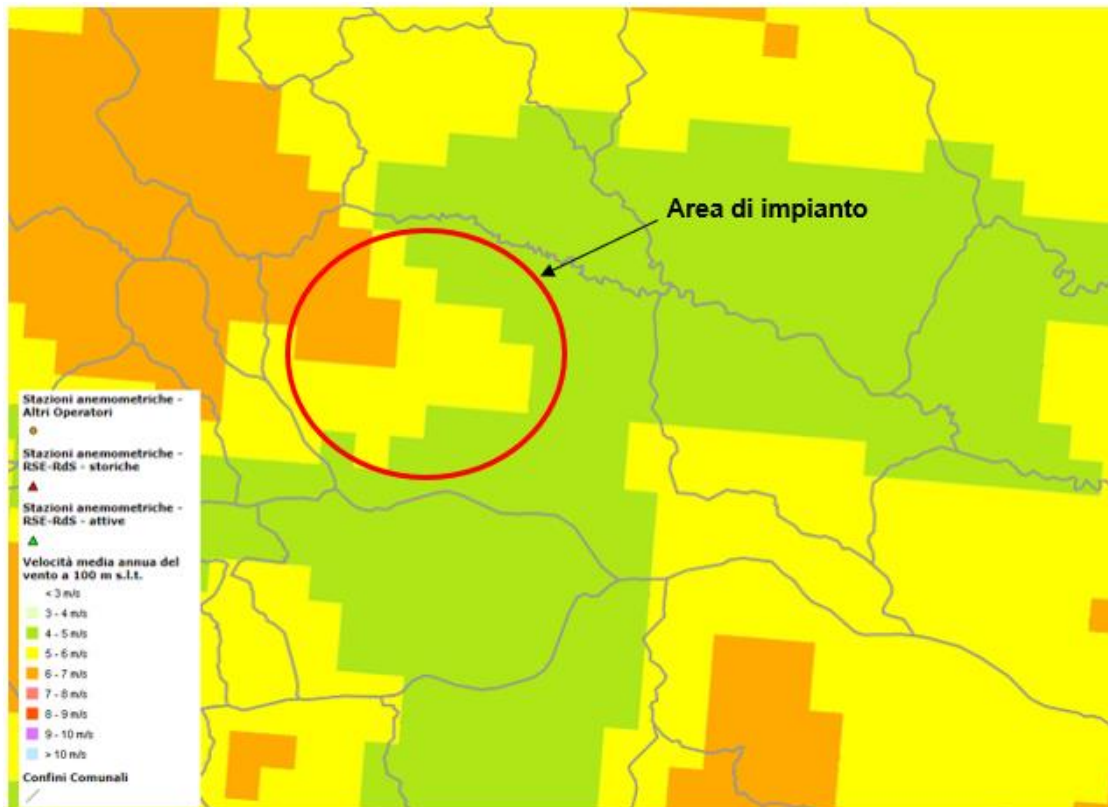 Area di impianto
Stazioni anemometriche -
Altri Operatori
Stazioni anemometriche -
RSE-RdS - storiche
Stazioni anemometriche -
RSE-RdS - attive
Velocità media annua del
vento a 100 m s.l.t.
< 3 m/s
3 - 4 m/s
4 - 5 m/s
5 - 6 m/s
6 - 7 m/s
7 - 8 m/s
8 - 9 m/s
9 - 10 m/s
> 10 m/s
Confini Comunali